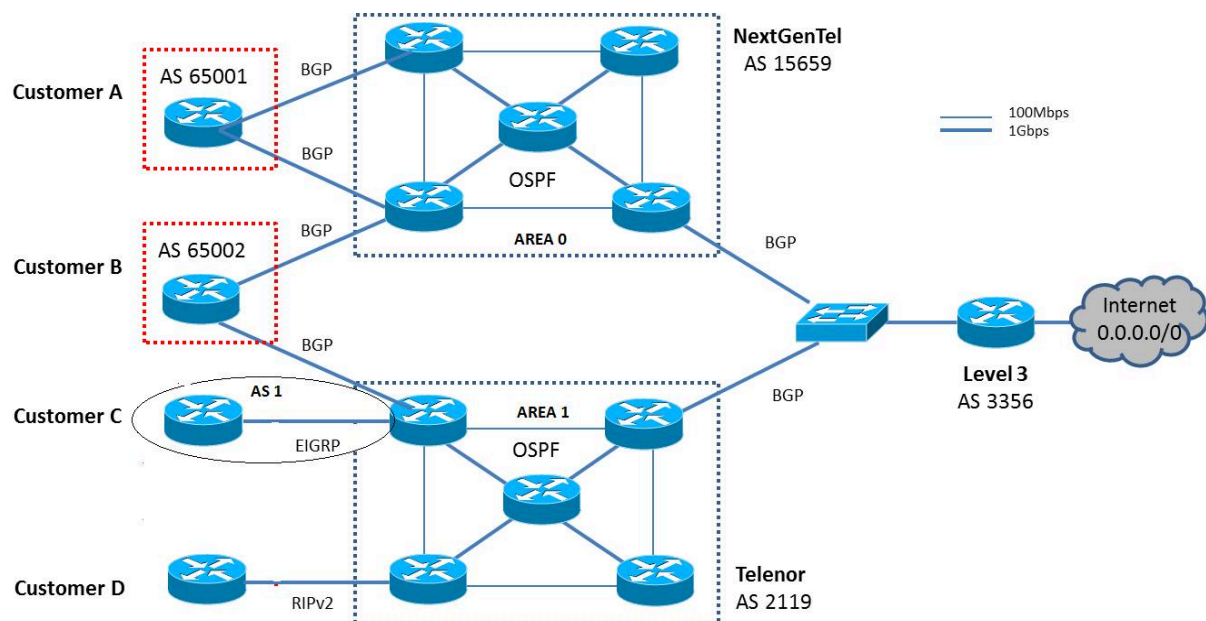 NextGenTel
AS 15659
Customer A
AS 65001
BGP
BGP
100Mbps
1Gbps
OSPF
AREA 0
Customer B
AS 65002
BGP
BGP
BGP
Internet
0.0.0.0/0
Level 3
AS 3356
BGP
Customer C
AS 1
EIGRP
AREA 1
OSPF
Customer D
RIPv2
Telenor
AS 2119